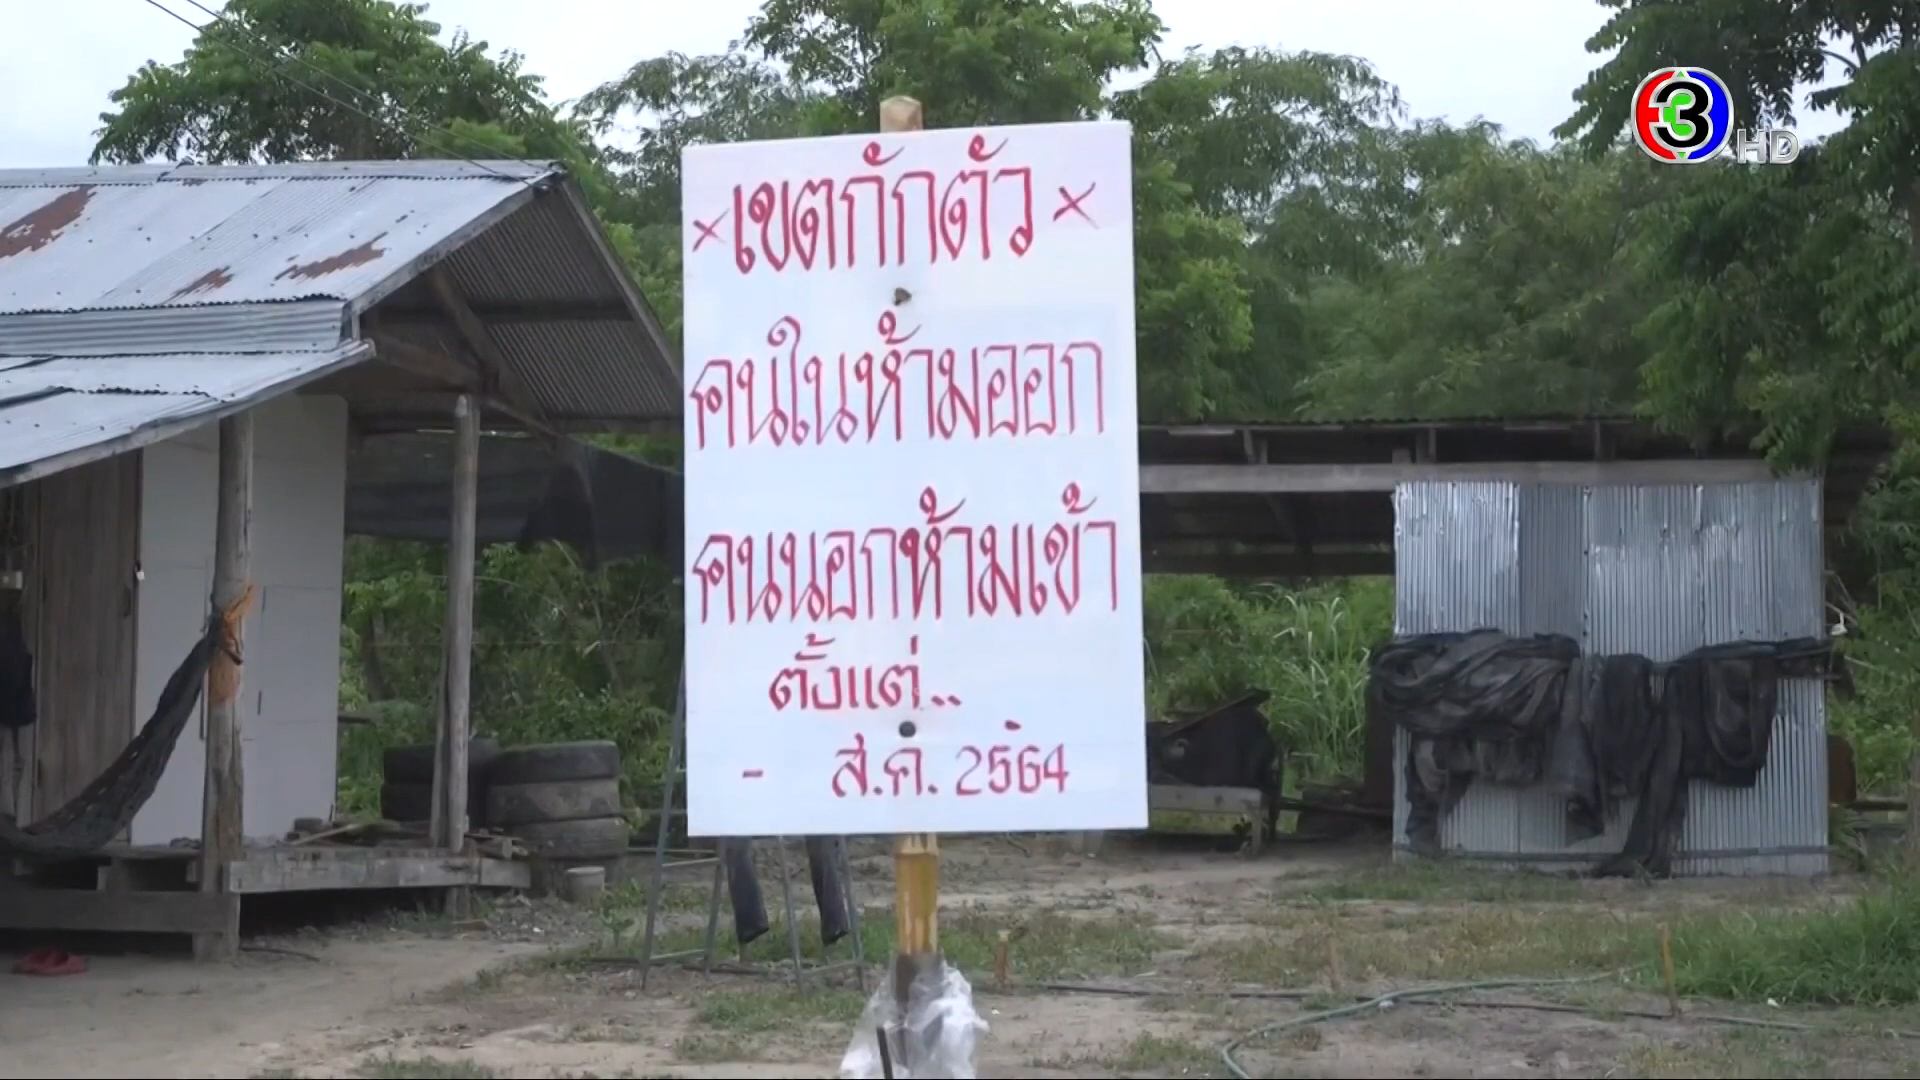 3 HD
×เขตกักตัว×
คนในห้ามออก
คนนอกห้ามเข้า
ตั้งแต่..
- ส.ค. 2564